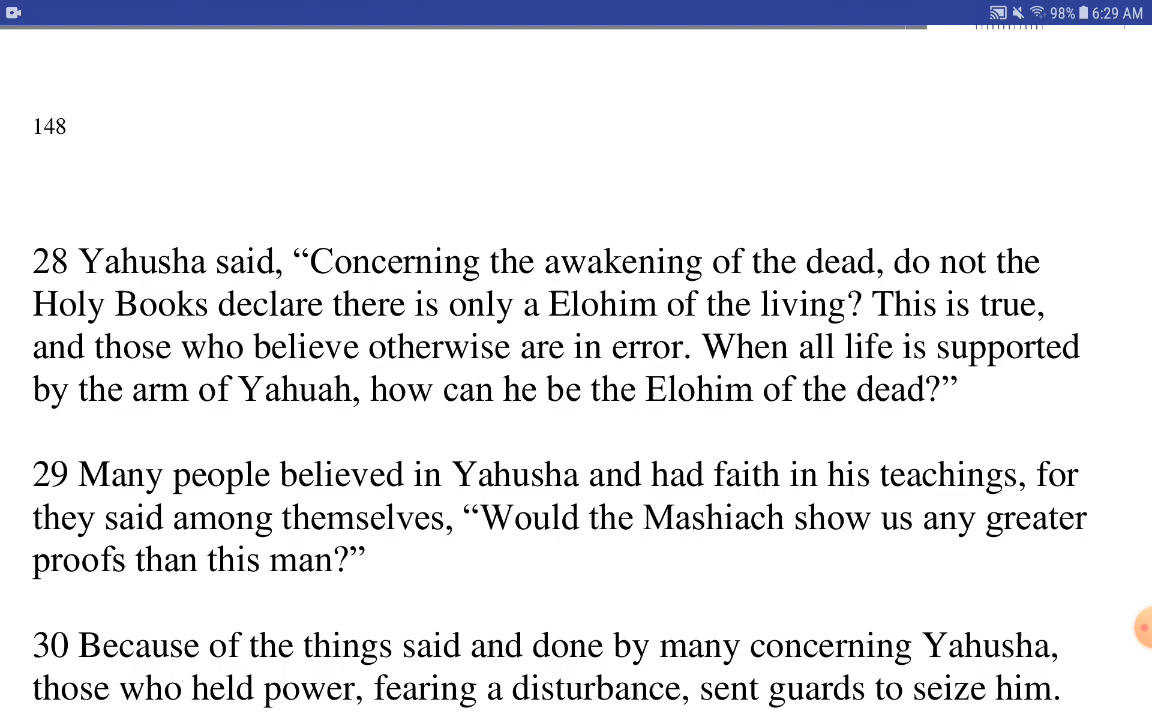 98% 6:29 AM
148
28 Yahusha said, “Concerning the awakening of the dead, do not the
Holy Books declare there is only a Elohim of the living? This is true,
and those who believe otherwise are in error. When all life is supported
by the arm of Yahuah, how can he be the Elohim of the dead?”
29 Many people believed in Yahusha and had faith in his teachings, for
they said among themselves, “Would the Mashiach show us any greater
proofs than this man?”
30 Because of the things said and done by many concerning Yahusha,
those who held power, fearing a disturbance, sent guards to seize him.